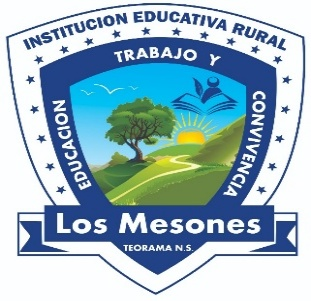 INSTITUCION EDUCATIVA RURAL
EDUCACION
TRABAJO Y
CONVIVENCIA
Los Mesones
TEORAMA N.S.